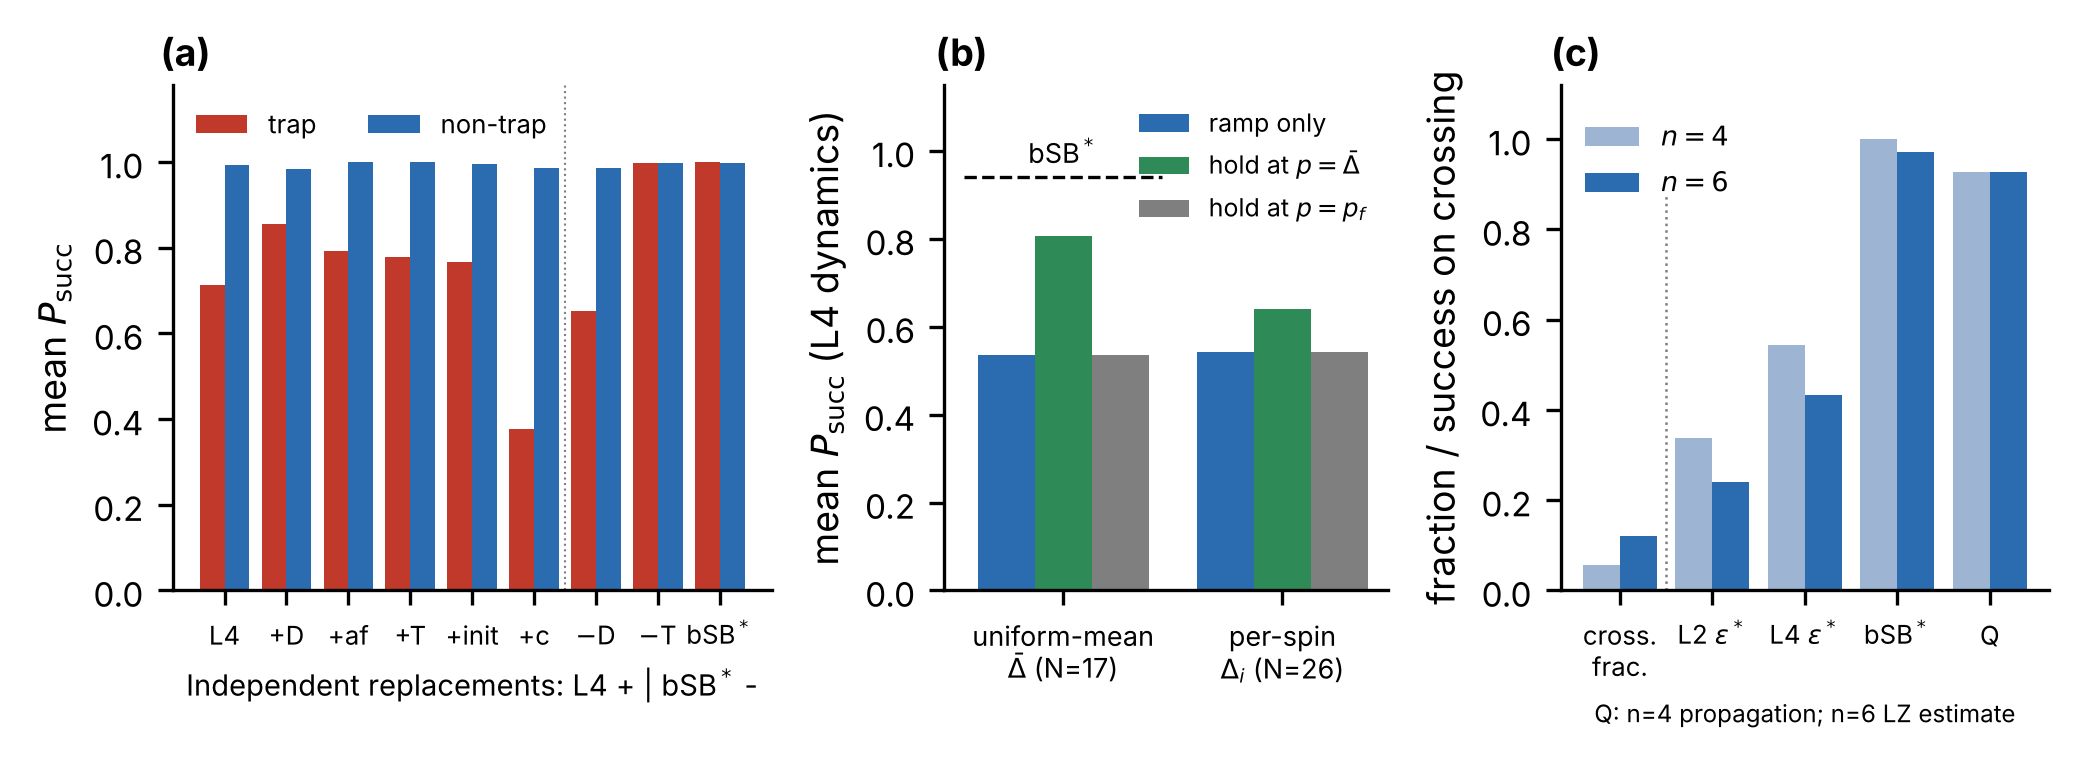 (a)
trap
non-trap
mean P_succ
1.0
0.8
0.6
0.4
0.2
0.0
L4 +D +af +T +init +c −D −T bSB*
Independent replacements: L4 + | bSB* -
(b)
ramp only
hold at p = Δ̄
hold at p = p_f
bSB*
mean P_succ (L4 dynamics)
1.0
0.8
0.6
0.4
0.2
0.0
uniform-mean
Δ̄ (N=17)
per-spin
Δ_i (N=26)
(c)
n = 4
n = 6
fraction / success on crossing
1.0
0.8
0.6
0.4
0.2
0.0
cross.
frac.
L2 ε* L4 ε* bSB* Q
Q: n=4 propagation; n=6 LZ estimate